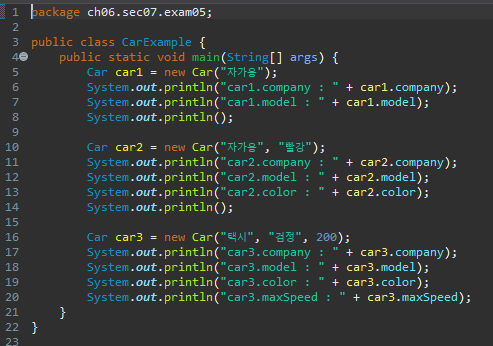 1 package ch06.sec07.exam05;
2
3 public class CarExample {
4 public static void main(String[] args) {
5 Car car1 = new Car("자가용");
6 System.out.println("car1.company : " + car1.company);
7 System.out.println("car1.model : " + car1.model);
8 System.out.println();
9
10 Car car2 = new Car("자가용", "빨강");
11 System.out.println("car2.company : " + car2.company);
12 System.out.println("car2.model : " + car2.model);
13 System.out.println("car2.color : " + car2.color);
14 System.out.println();
15
16 Car car3 = new Car("택시", "검정", 200);
17 System.out.println("car3.company : " + car3.company);
18 System.out.println("car3.model : " + car3.model);
19 System.out.println("car3.color : " + car3.color);
20 System.out.println("car3.maxSpeed : " + car3.maxSpeed);
21 }
22 }
23